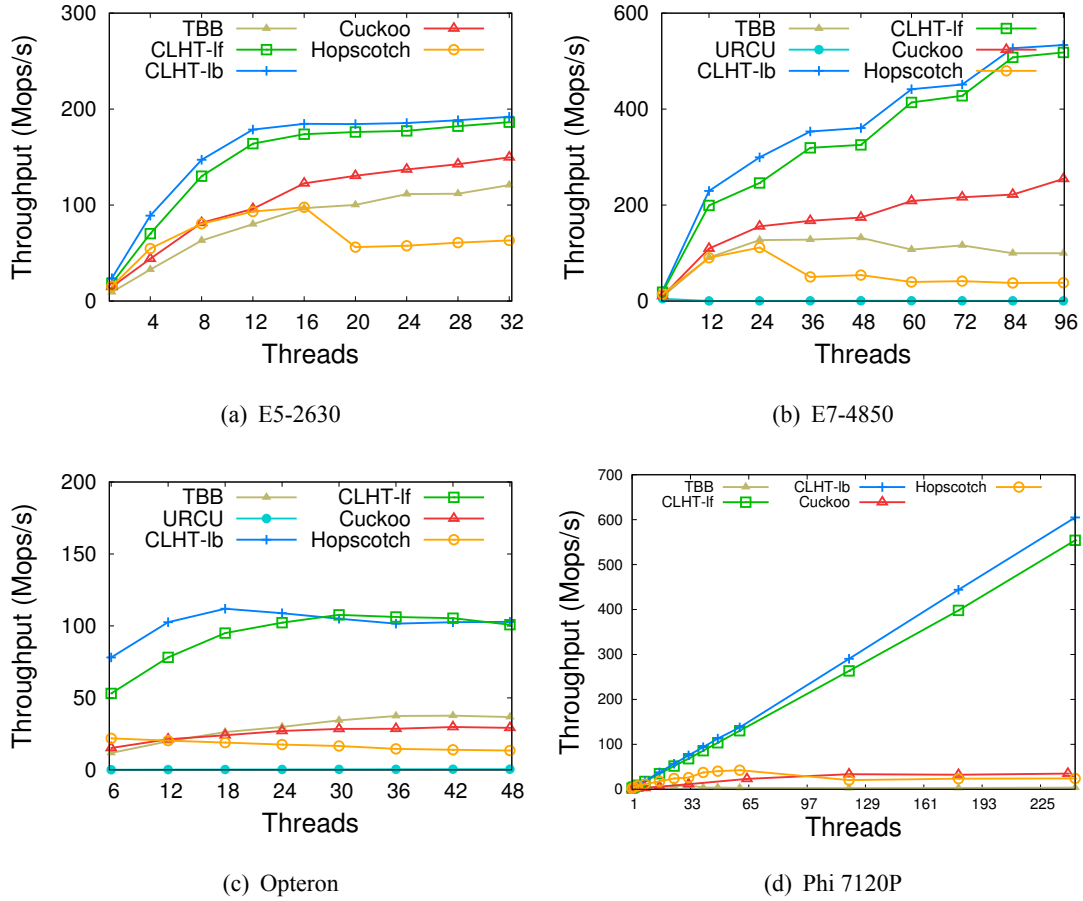 TBB
CLHT-lf
CLHT-lb
Cuckoo
Hopscotch
300
200
100
0
Throughput (Mops/s)
4 8 12 16 20 24 28 32
Threads
(a) E5-2630
TBB
URCU
CLHT-lb
CLHT-lf
Cuckoo
Hopscotch
600
400
200
0
Throughput (Mops/s)
12 24 36 48 60 72 84 96
Threads
(b) E7-4850
TBB
URCU
CLHT-lb
CLHT-lf
Cuckoo
Hopscotch
200
150
100
50
0
Throughput (Mops/s)
6 12 18 24 30 36 42 48
Threads
(c) Opteron
TBB
CLHT-lf
CLHT-lb
Cuckoo
Hopscotch
700
600
500
400
300
200
100
0
Throughput (Mops/s)
1 33 65 97 129 161 193 225
Threads
(d) Phi 7120P